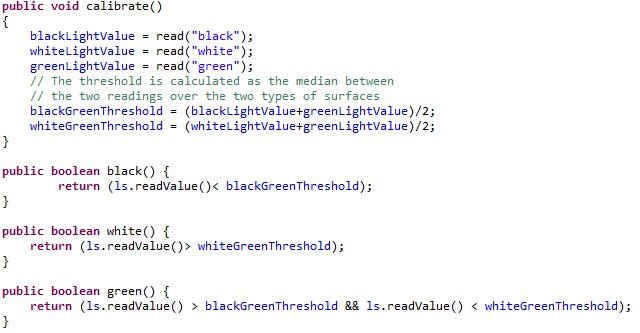 public void calibrate()
{
    blackLightValue = read("black");
    whiteLightValue = read("white");
    greenLightValue = read("green");
    // The threshold is calculated as the median between
    // the two readings over the two types of surfaces
    blackGreenThreshold = (blackLightValue+greenLightValue)/2;
    whiteGreenThreshold = (whiteLightValue+greenLightValue)/2;
}

public boolean black() {
        return (ls.readValue()< blackGreenThreshold);
}

public boolean white() {
    return (ls.readValue()> whiteGreenThreshold);
}

public boolean green() {
    return (ls.readValue() > blackGreenThreshold && ls.readValue() < whiteGreenThreshold);
}